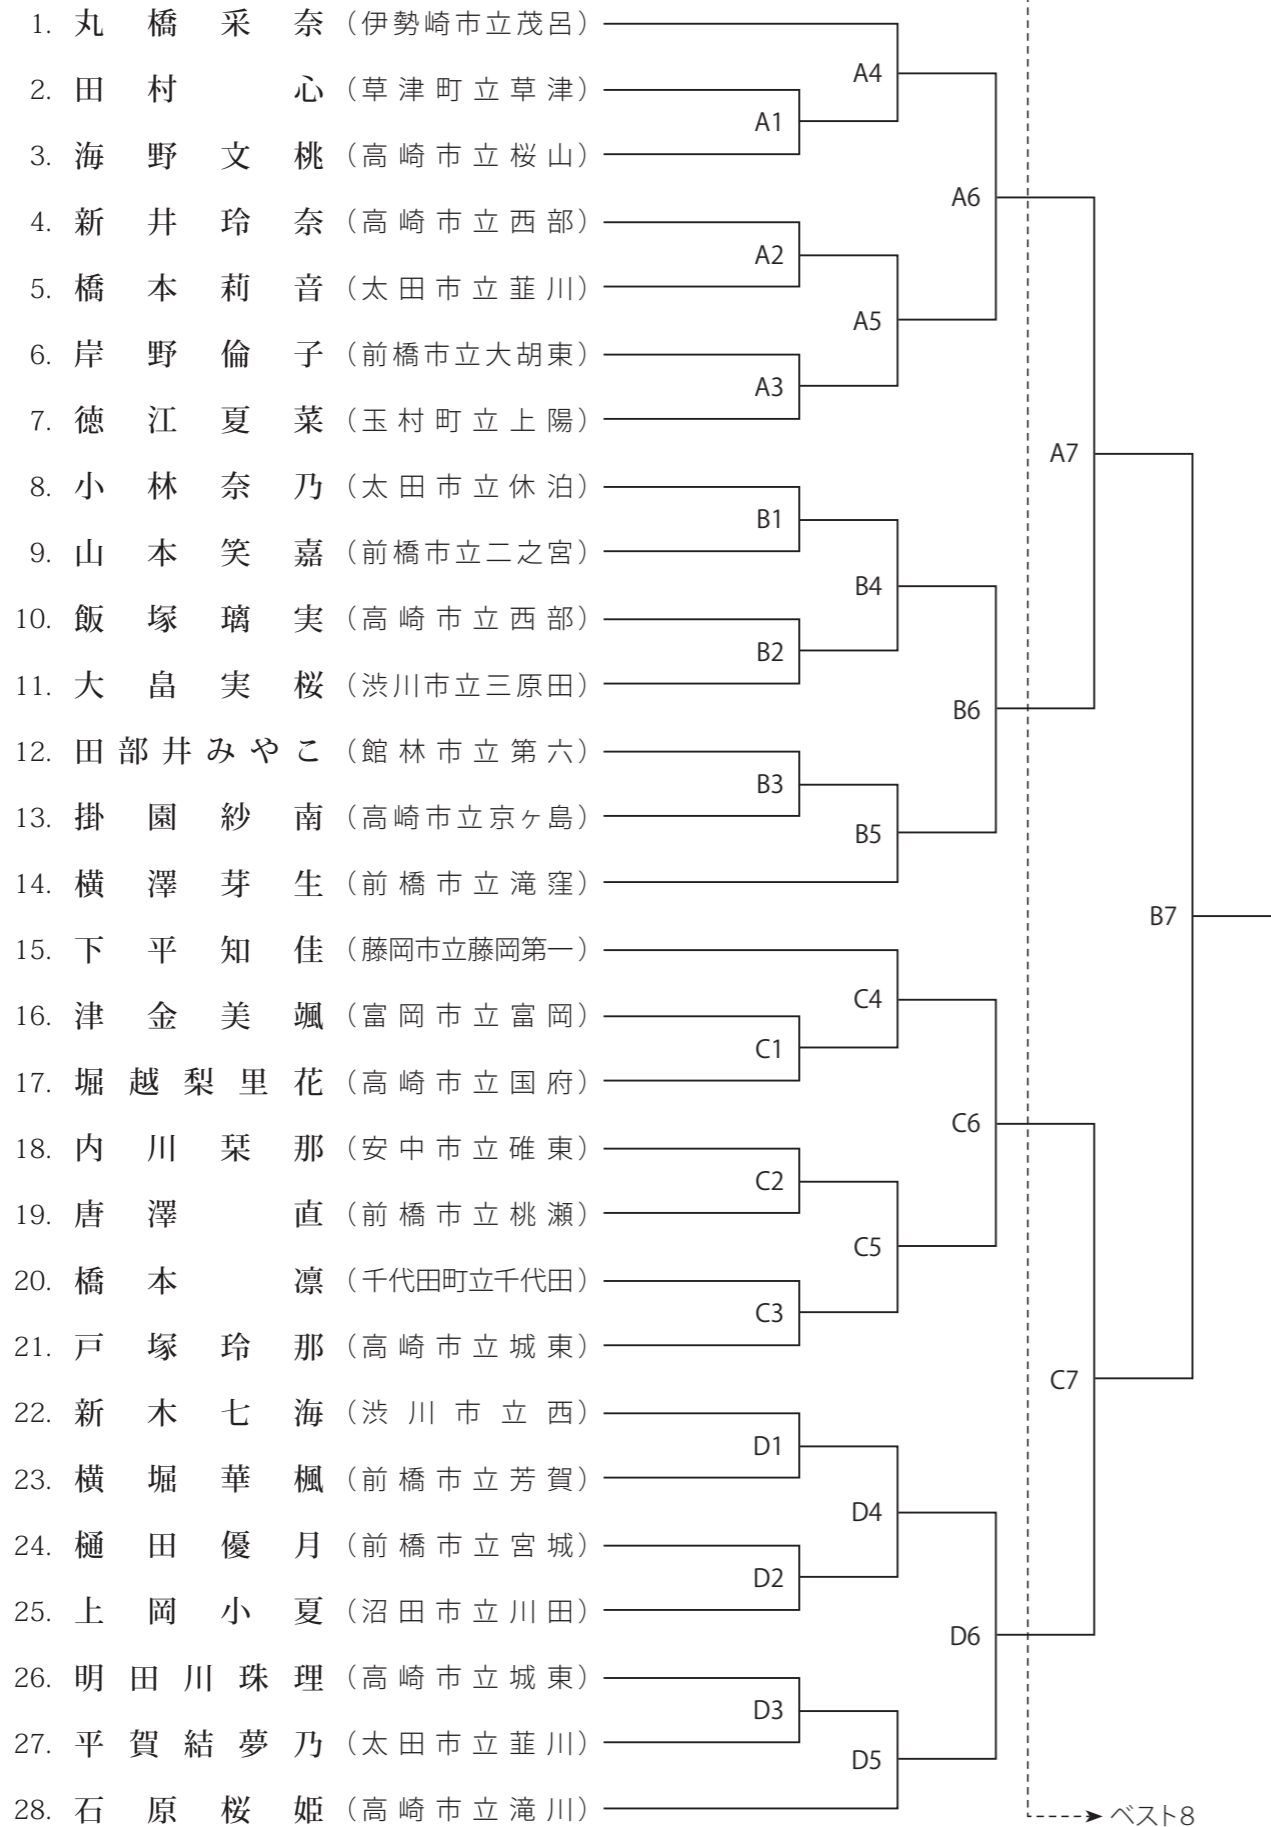 1. 丸橋采奈（伊勢崎市立茂呂）
2. 田村心（草津町立草津）
3. 海野文桃（高崎市立桜山）
4. 新井玲奈（高崎市立西部）
5. 橋本莉音（太田市立韮川）
6. 岸野倫子（前橋市立大胡東）
7. 徳江夏菜（玉村町立上陽）
8. 小林奈乃（太田市立休泊）
9. 山本笑嘉（前橋市立二之宮）
10. 飯塚璃実（高崎市立西部）
11. 大畠実桜（渋川市立三原田）
12. 田部井みやこ（館林市立第六）
13. 掛園紗南（高崎市立京ヶ島）
14. 横澤芽生（前橋市立滝窪）
15. 下平知佳（藤岡市立藤岡第一）
16. 津金美颯（富岡市立富岡）
17. 堀越梨里花（高崎市立国府）
18. 内川栞那（安中市立碓東）
19. 唐澤直（前橋市立桃瀬）
20. 橋本凛（千代田町立千代田）
21. 戸塚玲那（高崎市立城東）
22. 新木七海（渋川市立西）
23. 横堀華楓（前橋市立芳賀）
24. 樋田優月（前橋市立宮城）
25. 上岡小夏（沼田市立川田）
26. 明田川珠理（高崎市立城東）
27. 平賀結夢乃（太田市立韮川）
28. 石原桜姫（高崎市立滝川）
A1
A2
A3
B1
B2
B3
C1
C2
C3
D1
D2
D3
A4
A5
B4
B5
C4
C5
D4
D5
A6
B6
C6
D6
A7
C7
B7
ベスト8